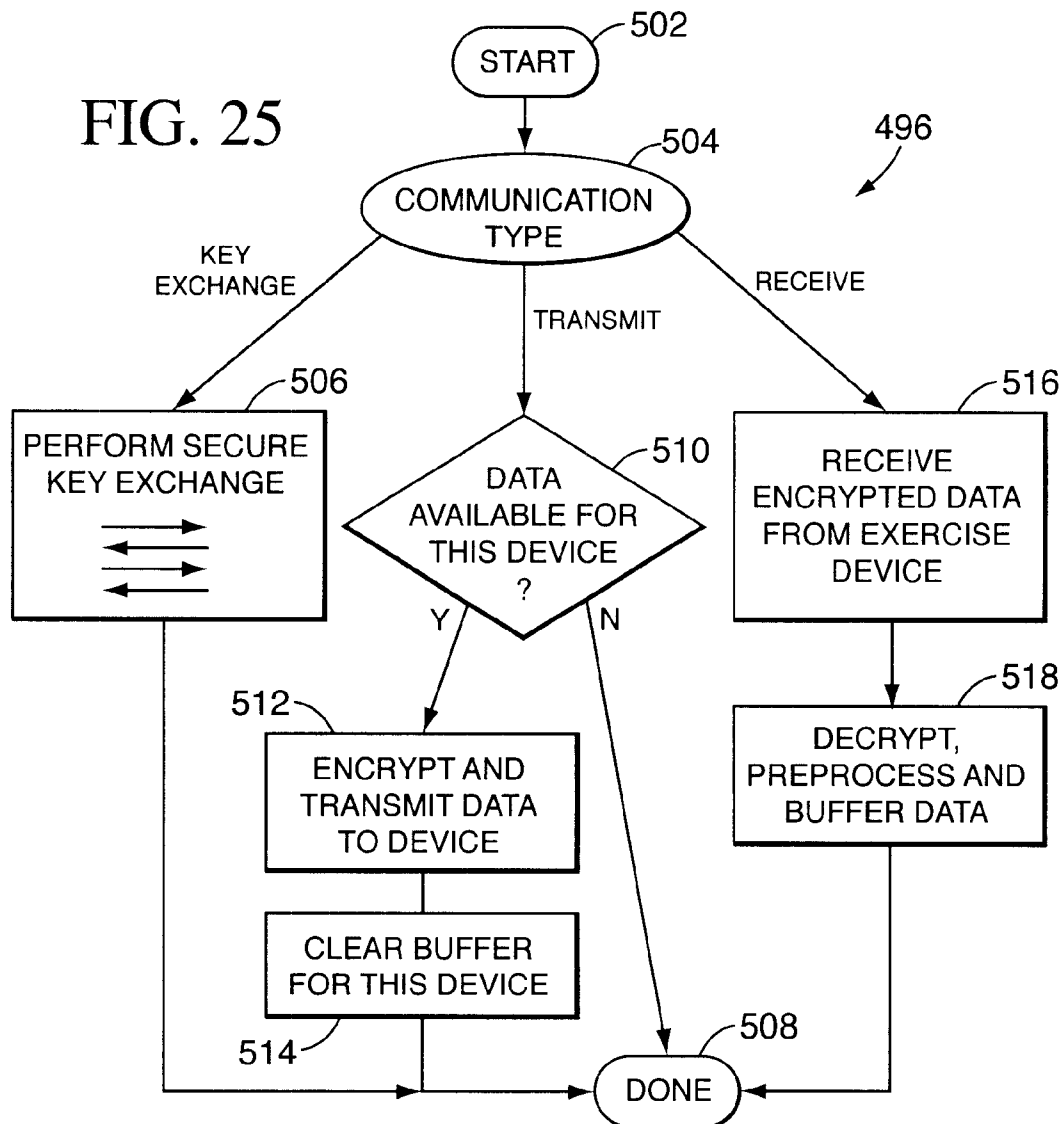 502
START
FIG. 25
504
496
COMMUNICATION
TYPE
KEY
EXCHANGE
TRANSMIT
RECEIVE
506
PERFORM SECURE
KEY EXCHANGE
510
DATA
AVAILABLE FOR
THIS DEVICE
?
516
RECEIVE
ENCRYPTED DATA
FROM EXERCISE
DEVICE
Y
N
512
ENCRYPT AND
TRANSMIT DATA
TO DEVICE
518
DECRYPT,
PREPROCESS AND
BUFFER DATA
CLEAR BUFFER
FOR THIS DEVICE
514
508
DONE